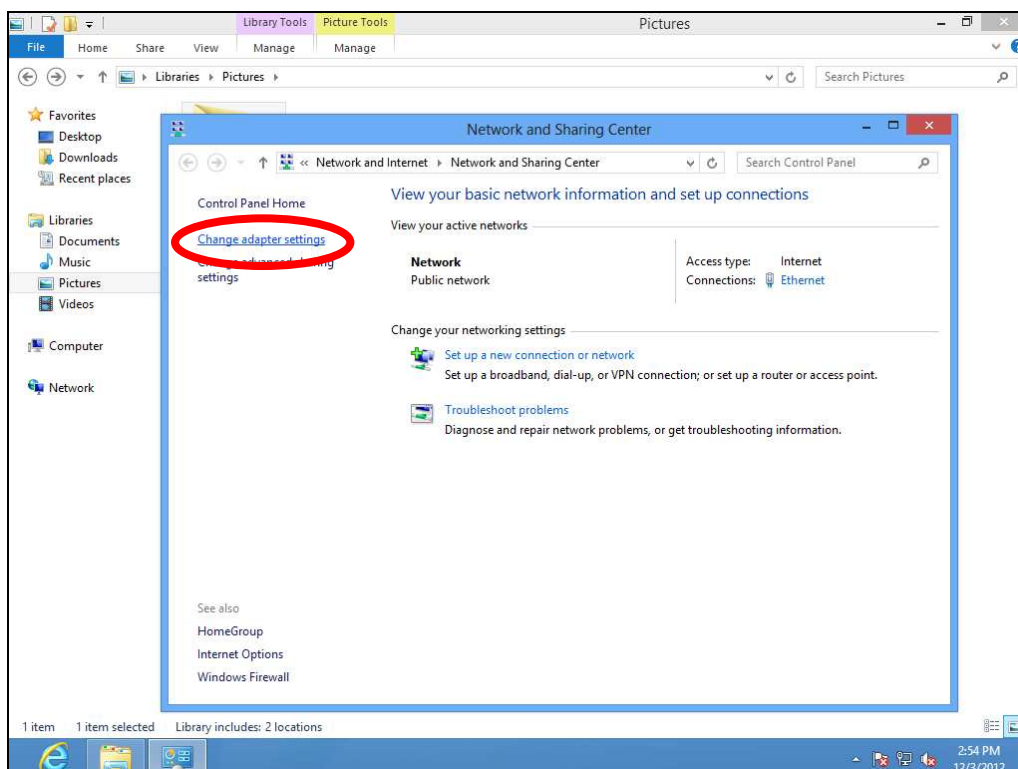 Library Tools Picture Tools Pictures
File Home Share View Manage Manage
Libraries Pictures Search Pictures
Favorites
Desktop
Downloads
Recent places
Libraries
Documents
Music
Pictures
Videos
Computer
Network
Network and Sharing Center
« Network and Internet Network and Sharing Center Search Control Panel
Control Panel Home
Change adapter settings
settings
View your basic network information and set up connections
View your active networks
Network
Public network
Access type: Internet
Connections: Ethernet
Change your networking settings
Set up a new connection or network
Set up a broadband, dial-up, or VPN connection; or set up a router or access point.
Troubleshoot problems
Diagnose and repair network problems, or get troubleshooting information.
See also
HomeGroup
Internet Options
Windows Firewall
1 item 1 item selected Library includes: 2 locations
2:54 PM
12/3/2012